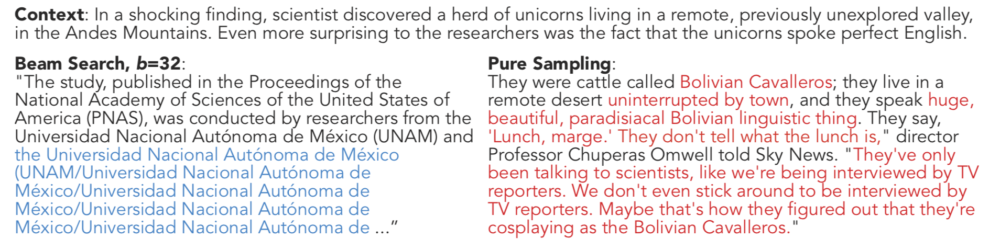 Context: In a shocking finding, scientist discovered a herd of unicorns living in a remote, previously unexplored valley,
in the Andes Mountains. Even more surprising to the researchers was the fact that the unicorns spoke perfect English.
Beam Search, b=32:
"The study, published in the Proceedings of the
National Academy of Sciences of the United States of
America (PNAS), was conducted by researchers from the
Universidad Nacional Autónoma de México (UNAM) and
the Universidad Nacional Autónoma de México
(UNAM/Universidad Nacional Autónoma de
México/Universidad Nacional Autónoma de
México/Universidad Nacional Autónoma de
México/Universidad Nacional Autónoma de ...”
Pure Sampling:
They were cattle called Bolivian Cavalleros; they live in a
remote desert uninterrupted by town, and they speak huge,
beautiful, paradisiacal Bolivian linguistic thing. They say,
'Lunch, marge.' They don't tell what the lunch is," director
Professor Chuperas Omwell told Sky News. "They've only
been talking to scientists, like we're being interviewed by TV
reporters. We don't even stick around to be interviewed by
TV reporters. Maybe that's how they figured out that they're
cosplaying as the Bolivian Cavalleros."